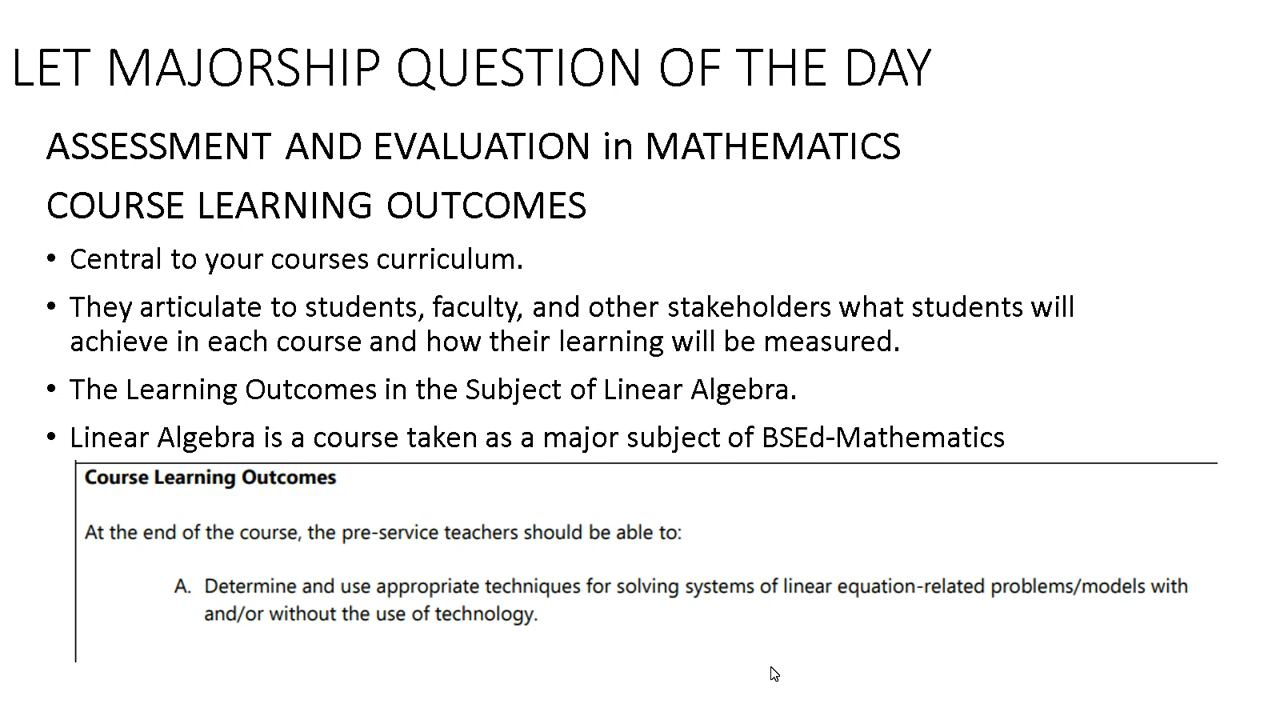 LET MAJORSHIP QUESTION OF THE DAY
ASSESSMENT AND EVALUATION in MATHEMATICS
COURSE LEARNING OUTCOMES
• Central to your courses curriculum.
• They articulate to students, faculty, and other stakeholders what students will
achieve in each course and how their learning will be measured.
• The Learning Outcomes in the Subject of Linear Algebra.
• Linear Algebra is a course taken as a major subject of BSEd-Mathematics
Course Learning Outcomes
At the end of the course, the pre-service teachers should be able to:
A. Determine and use appropriate techniques for solving systems of linear equation-related problems/models with
and/or without the use of technology.